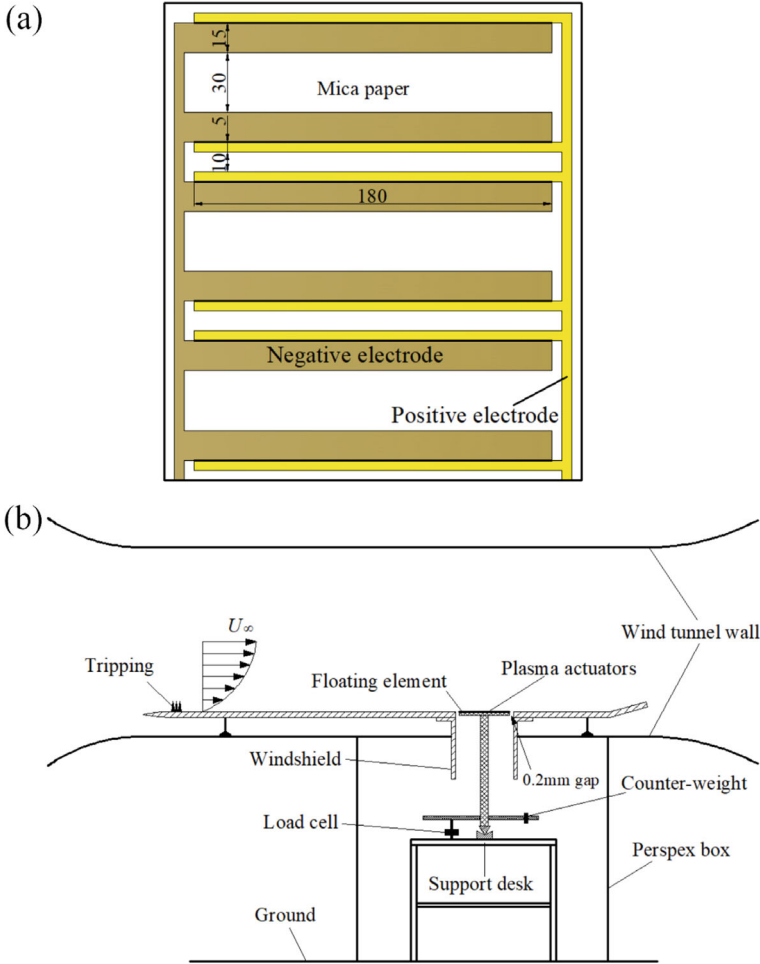 (a)
15
30
Mica paper
5
10
180
Negative electrode
Positive electrode
(b)
U∞
Wind tunnel wall
Tripping
Plasma actuators
Floating element
Windshield
0.2mm gap
Counter-weight
Load cell
Perspex box
Support desk
Ground